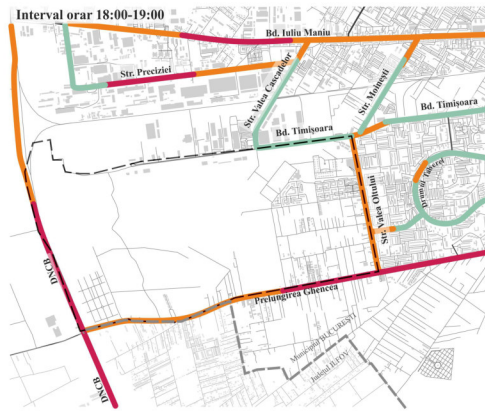 Interval orar 18:00-19:00
Bd. Iuliu Maniu
Str. Preciziei
Str. Valea Cascadelor
Str. Moinești
Bd. Timișoara
Bd. Timișoara
Drumul Taberei
Str. Valea Oltului
DNCB
Prelungirea Ghencea
Municipiul BUCUREȘTI
Județul ILFOV
DNCB